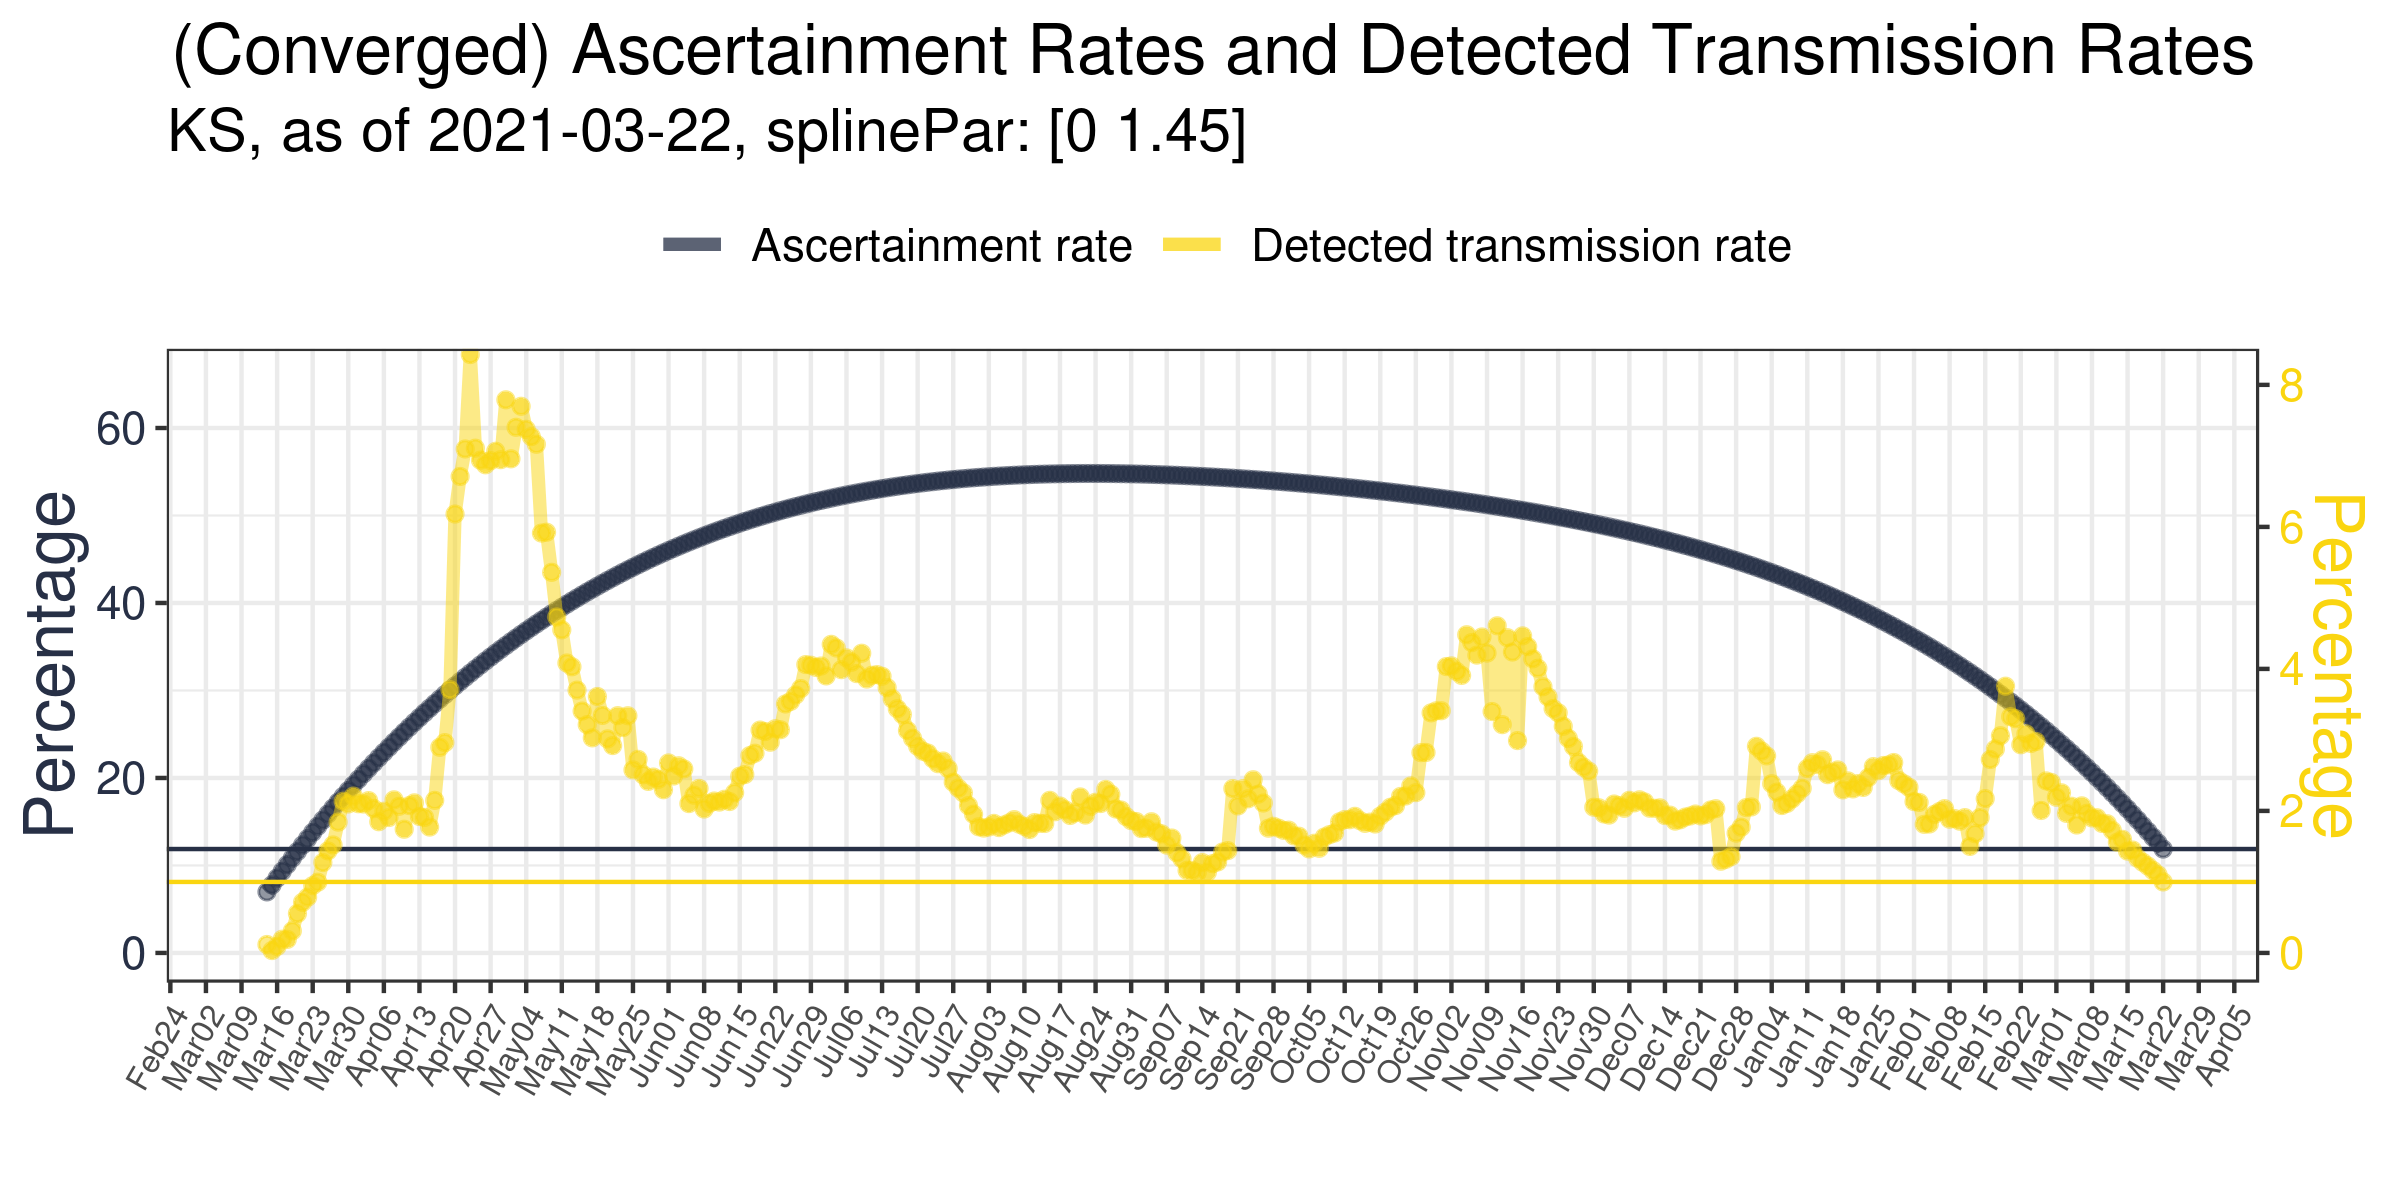 (Converged) Ascertainment Rates and Detected Transmission Rates
KS, as of 2021-03-22, splinePar: [0 1.45]
Ascertainment rate Detected transmission rate
Percentage
60
40
20
0
8
6
4
2
0
Percentage
Feb24 Mar02 Mar09 Mar16 Mar23 Mar30 Apr06 Apr13 Apr20 Apr27 May04 May11 May18 May25 Jun01 Jun08 Jun15 Jun22 Jun29 Jul06 Jul13 Jul20 Jul27 Aug03 Aug10 Aug17 Aug24 Aug31 Sep07 Sep14 Sep21 Sep28 Oct05 Oct12 Oct19 Oct26 Nov02 Nov09 Nov16 Nov23 Nov30 Dec07 Dec14 Dec21 Dec28 Jan04 Jan11 Jan18 Jan25 Feb01 Feb08 Feb15 Feb22 Mar01 Mar08 Mar15 Mar22 Mar29 Apr05